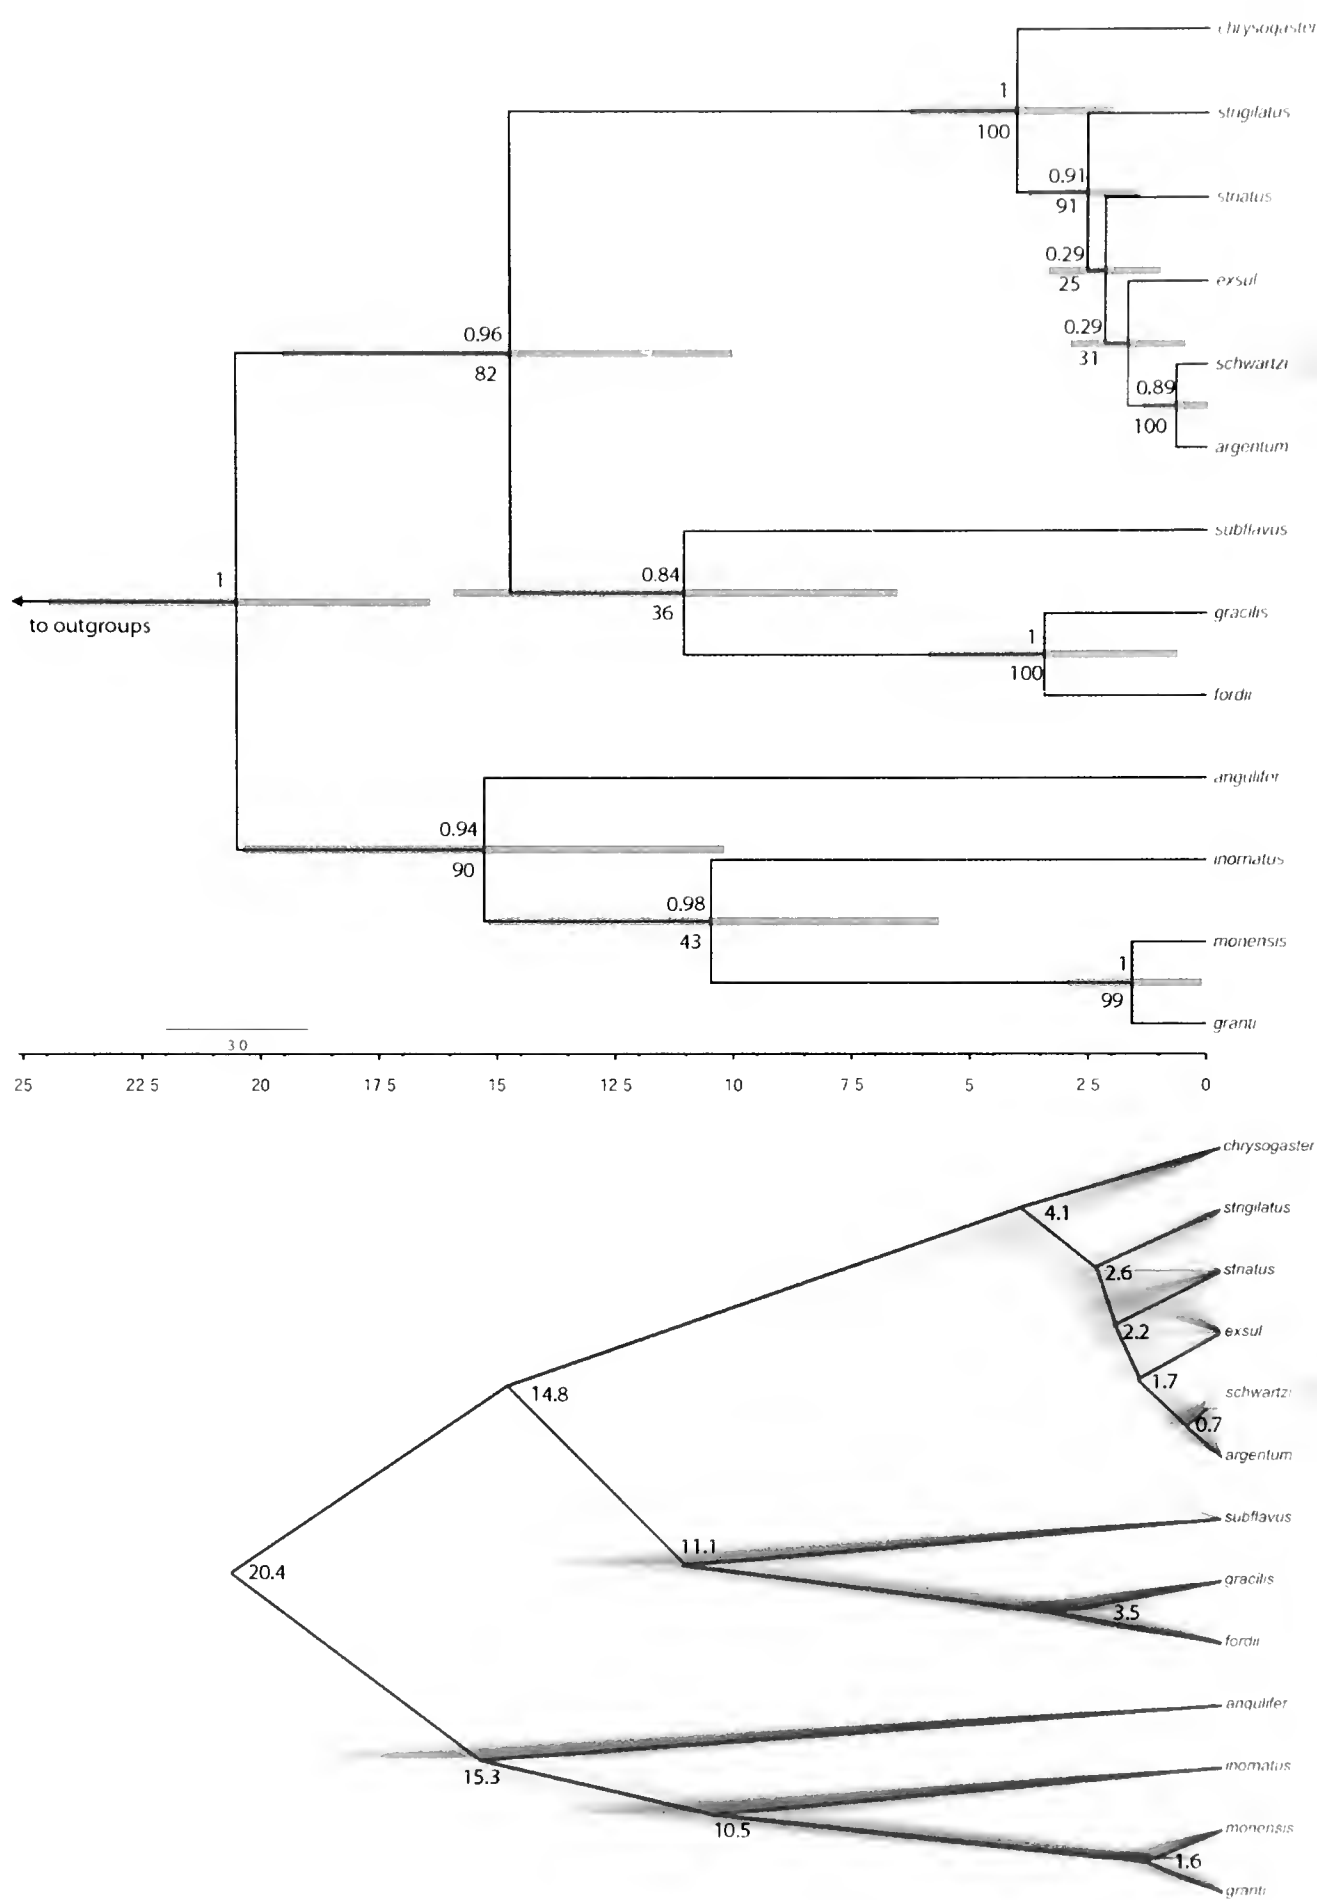 chrysogaster
1
100
strigilatus
0.91
91
striatus
0.29
25
exsul
0.29
31
schwartzi
0.89
100
argentum
0.96
82
subflavus
0.84
36
gracilis
1
100
fordii
1
to outgroups
angulifer
0.94
90
inornatus
0.98
43
monensis
1
99
granti
3.0
25 22.5 20 17.5 15 12.5 10 7.5 5 2.5 0
chrysogaster
4.1
strigilatus
2.6
striatus
2.2
exsul
1.7
schwartzi
0.7
argentum
14.8
subflavus
11.1
gracilis
3.5
fordii
20.4
angulifer
15.3
inornatus
10.5
monensis
1.6
granti